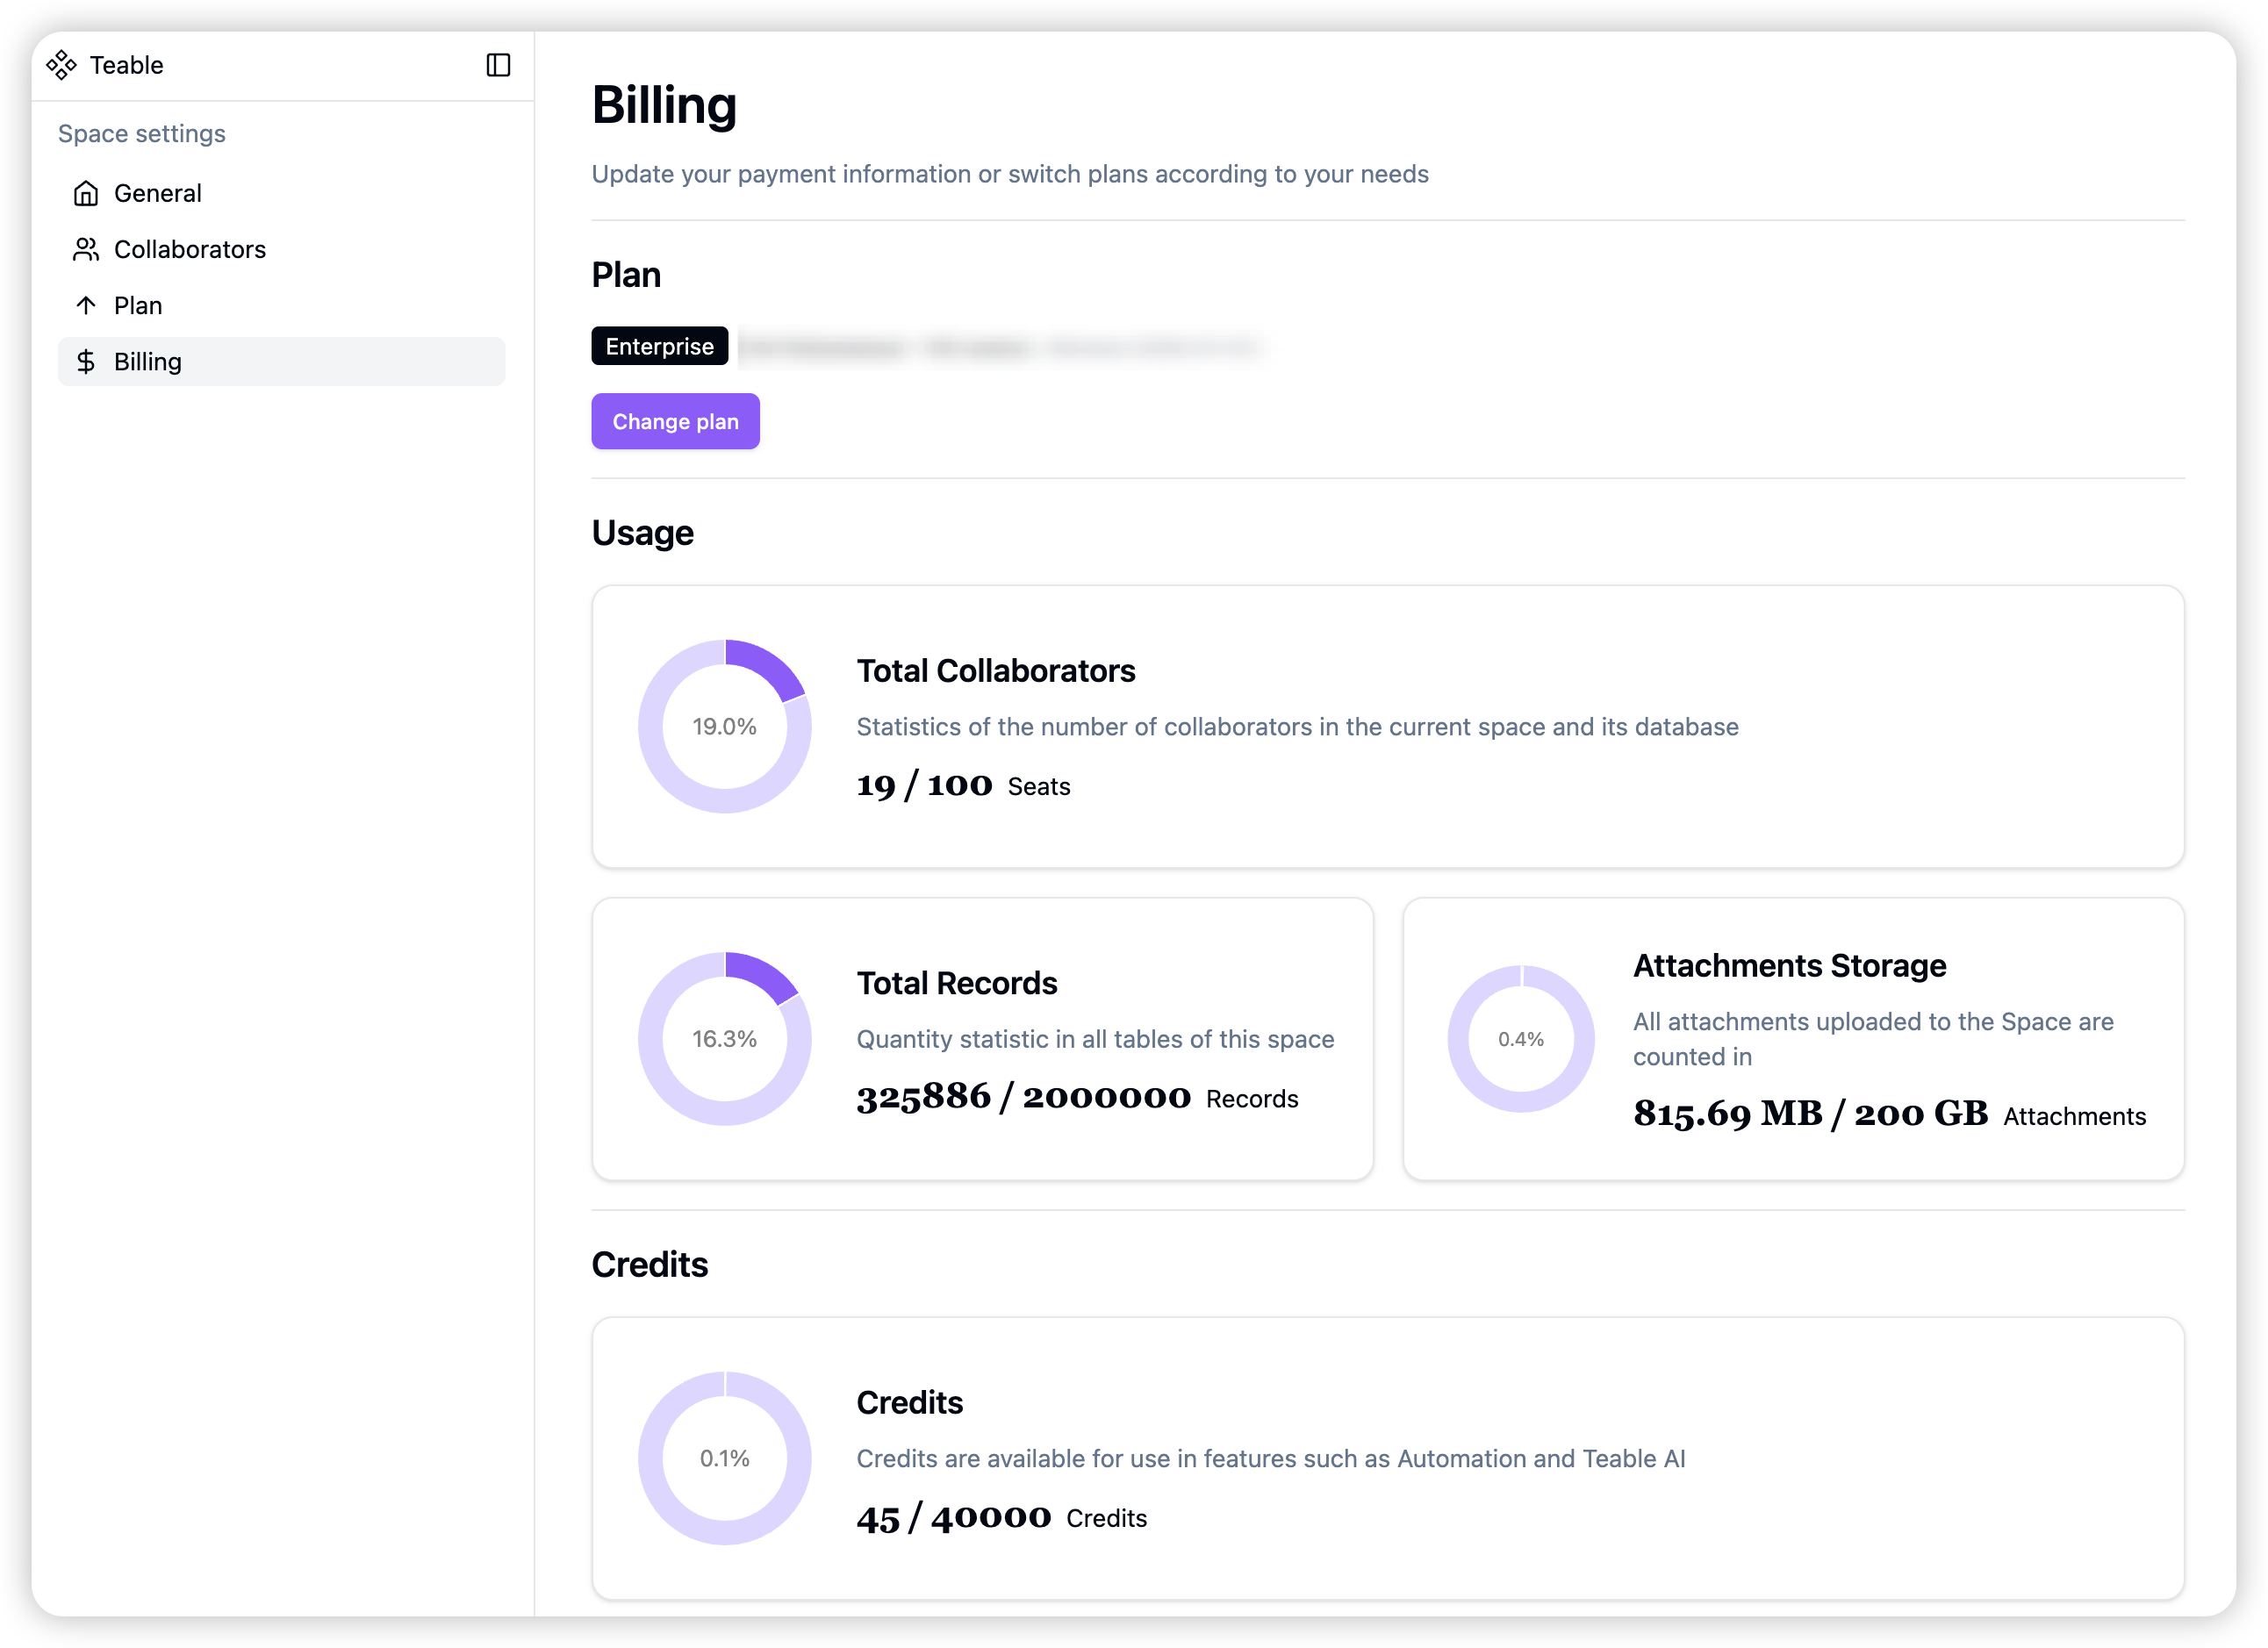 Teable
Space settings
General
Collaborators
Plan
Billing
Billing
Update your payment information or switch plans according to your needs
Plan
Enterprise
Change plan
Usage
19.0%
Total Collaborators
Statistics of the number of collaborators in the current space and its database
19 / 100 Seats
16.3%
Total Records
Quantity statistic in all tables of this space
325886 / 2000000 Records
0.4%
Attachments Storage
All attachments uploaded to the Space are
counted in
815.69 MB / 200 GB Attachments
Credits
0.1%
Credits
Credits are available for use in features such as Automation and Teable AI
45 / 40000 Credits